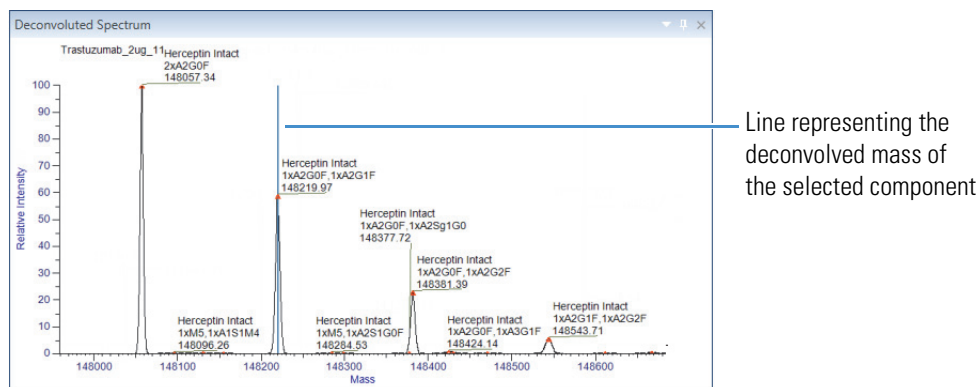 Deconvoluted Spectrum
Trastuzumab_2ug_11
Herceptin Intact
2xA2G0F
148057.34
Herceptin Intact
1xA2G0F,1xA2G1F
148219.97
Herceptin Intact
1xA2G0F,1xA2Sg1G0
148377.72
Herceptin Intact
1xA2G0F,1xA2G2F
148381.39
Herceptin Intact
1xM5,1xA1S1M4
148096.26
Herceptin Intact
1xM5,1xA2S1G0F
148284.53
Herceptin Intact
1xA2G0F,1xA3G1F
148424.14
Herceptin Intact
1xA2G1F,1xA2G2F
148543.71
Relative Intensity
100
90
80
70
60
50
40
30
20
10
0
148000
148100
148200
148300
148400
148500
148600
Mass
Line representing the
deconvolved mass of
the selected component